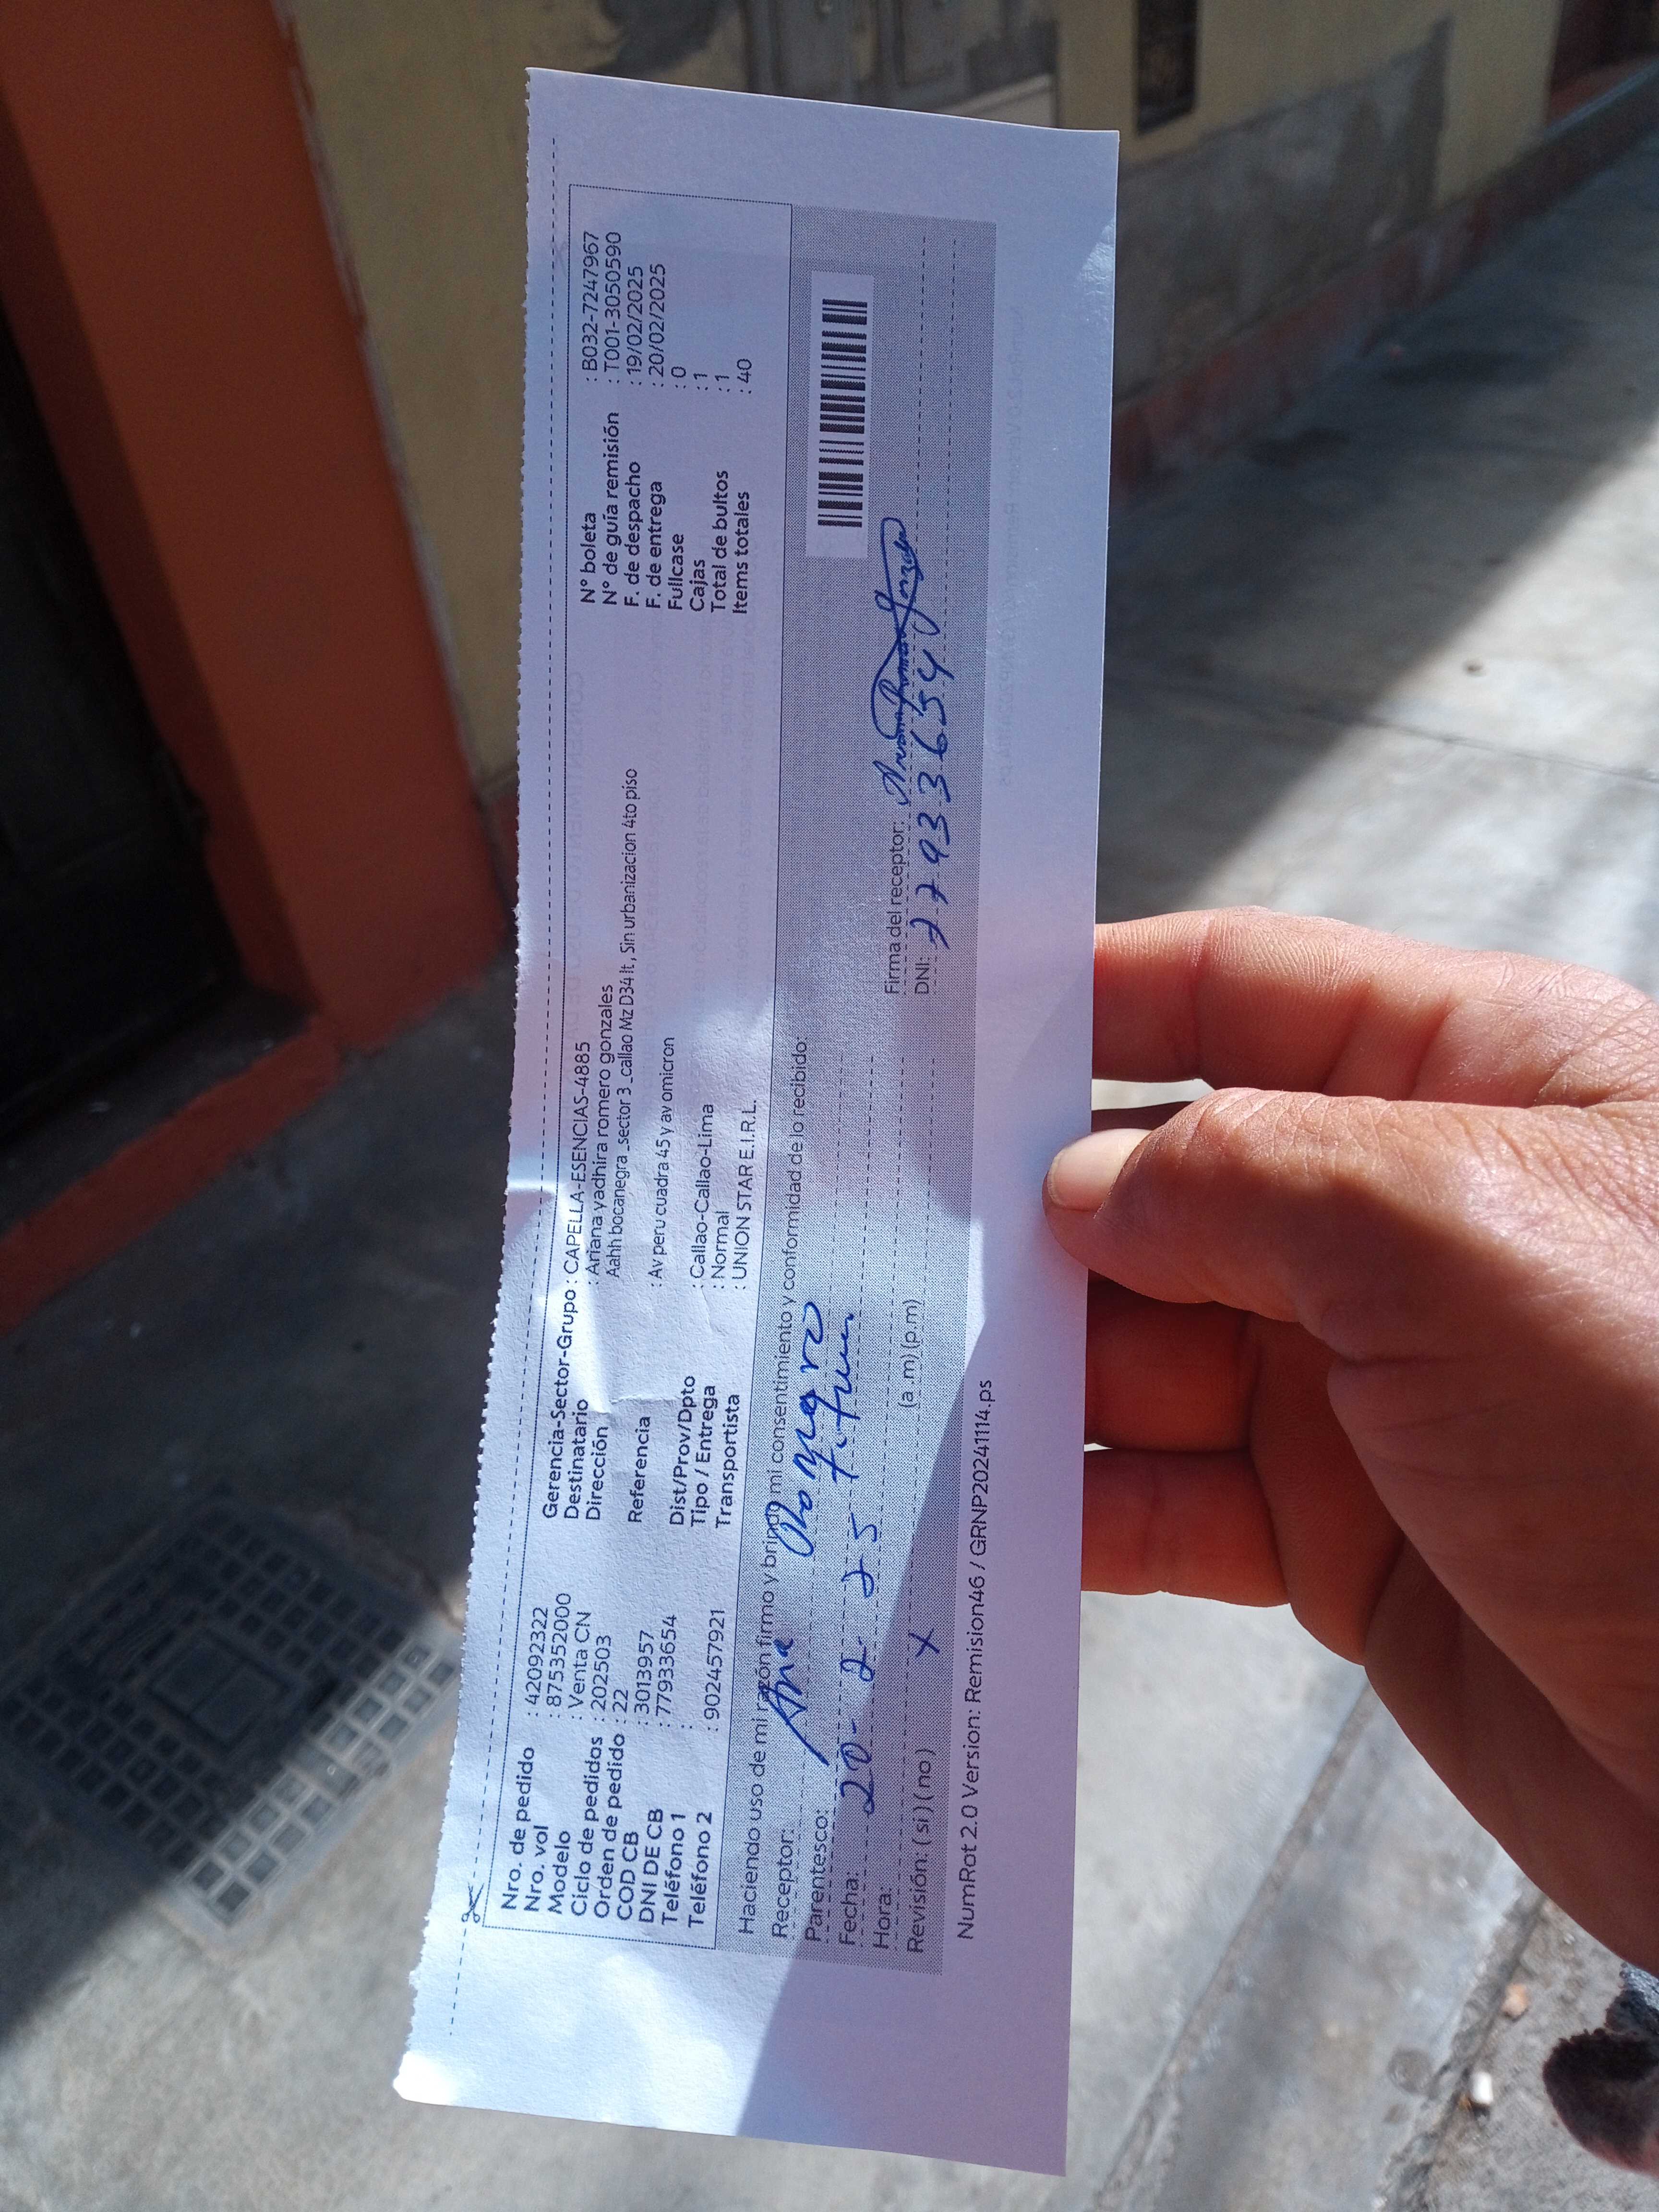 Nro. de pedido : 42092322
Nro. vol : 875352000
Modelo : Venta CN
Ciclo de pedidos : 202503
Orden de pedido : 22
COD CB : 3013957
DNI DE CB : 77933654
Teléfono 1 :
Teléfono 2 : 902457921
Gerencia-Sector-Grupo : CAPELLA-ESENCIAS-4885
Destinatario : Ariana yadhira romero gonzales
Dirección Aahh bocanegra_sector 3_callao Mz D34 lt, Sin urbanizacion 4to piso
Referencia : Av peru cuadra 45 y av omicron
Dist/Prov/Dpto : Callao-Callao-Lima
Tipo / Entrega : Normal
Transportista : UNION STAR E.I.R.L.
N° boleta : B032-7247967
N° de guía remisión : T001-3050590
F. de despacho : 19/02/2025
F. de entrega : 20/02/2025
Fullcase : 0
Cajas : 1
Total de bultos : 1
Items totales : 40
Haciendo uso de mi razón firmo y brindo mi consentimiento y conformidad de lo recibido:
Receptor:
Parentesco:
Fecha: 20-2-25
Hora: (a.m) (p.m)
Revisión: (si) (no) X
Firma del receptor:
DNI: 77933654
NumRot 2.0 Version: Remision46 / GRNP20241114.ps